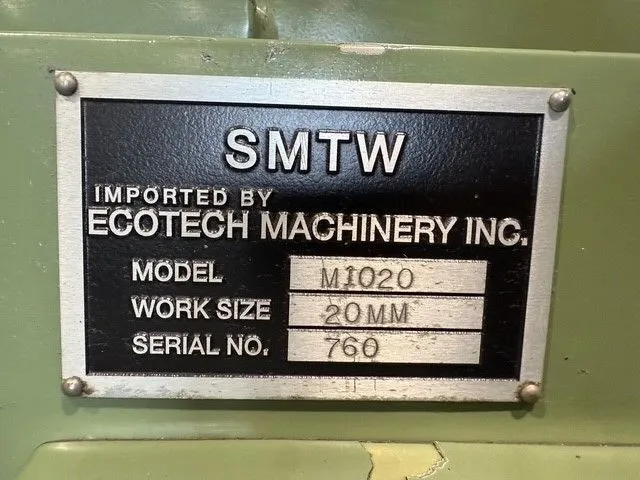 SMTW
IMPORTED BY
ECOTECH MACHINERY INC.
MODEL M1020
WORK SIZE 20MM
SERIAL NO. 760